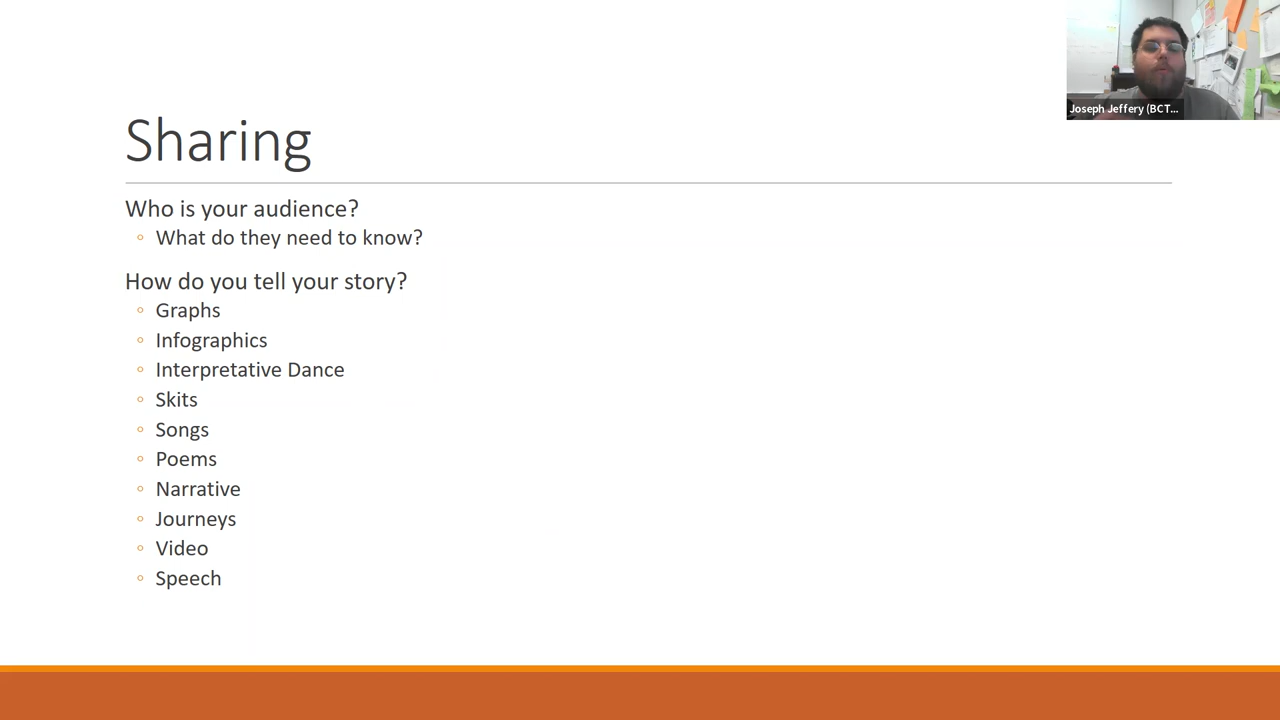 Joseph Jeffery (BCT...
Sharing
Who is your audience?
What do they need to know?
How do you tell your story?
Graphs
Infographics
Interpretative Dance
Skits
Songs
Poems
Narrative
Journeys
Video
Speech